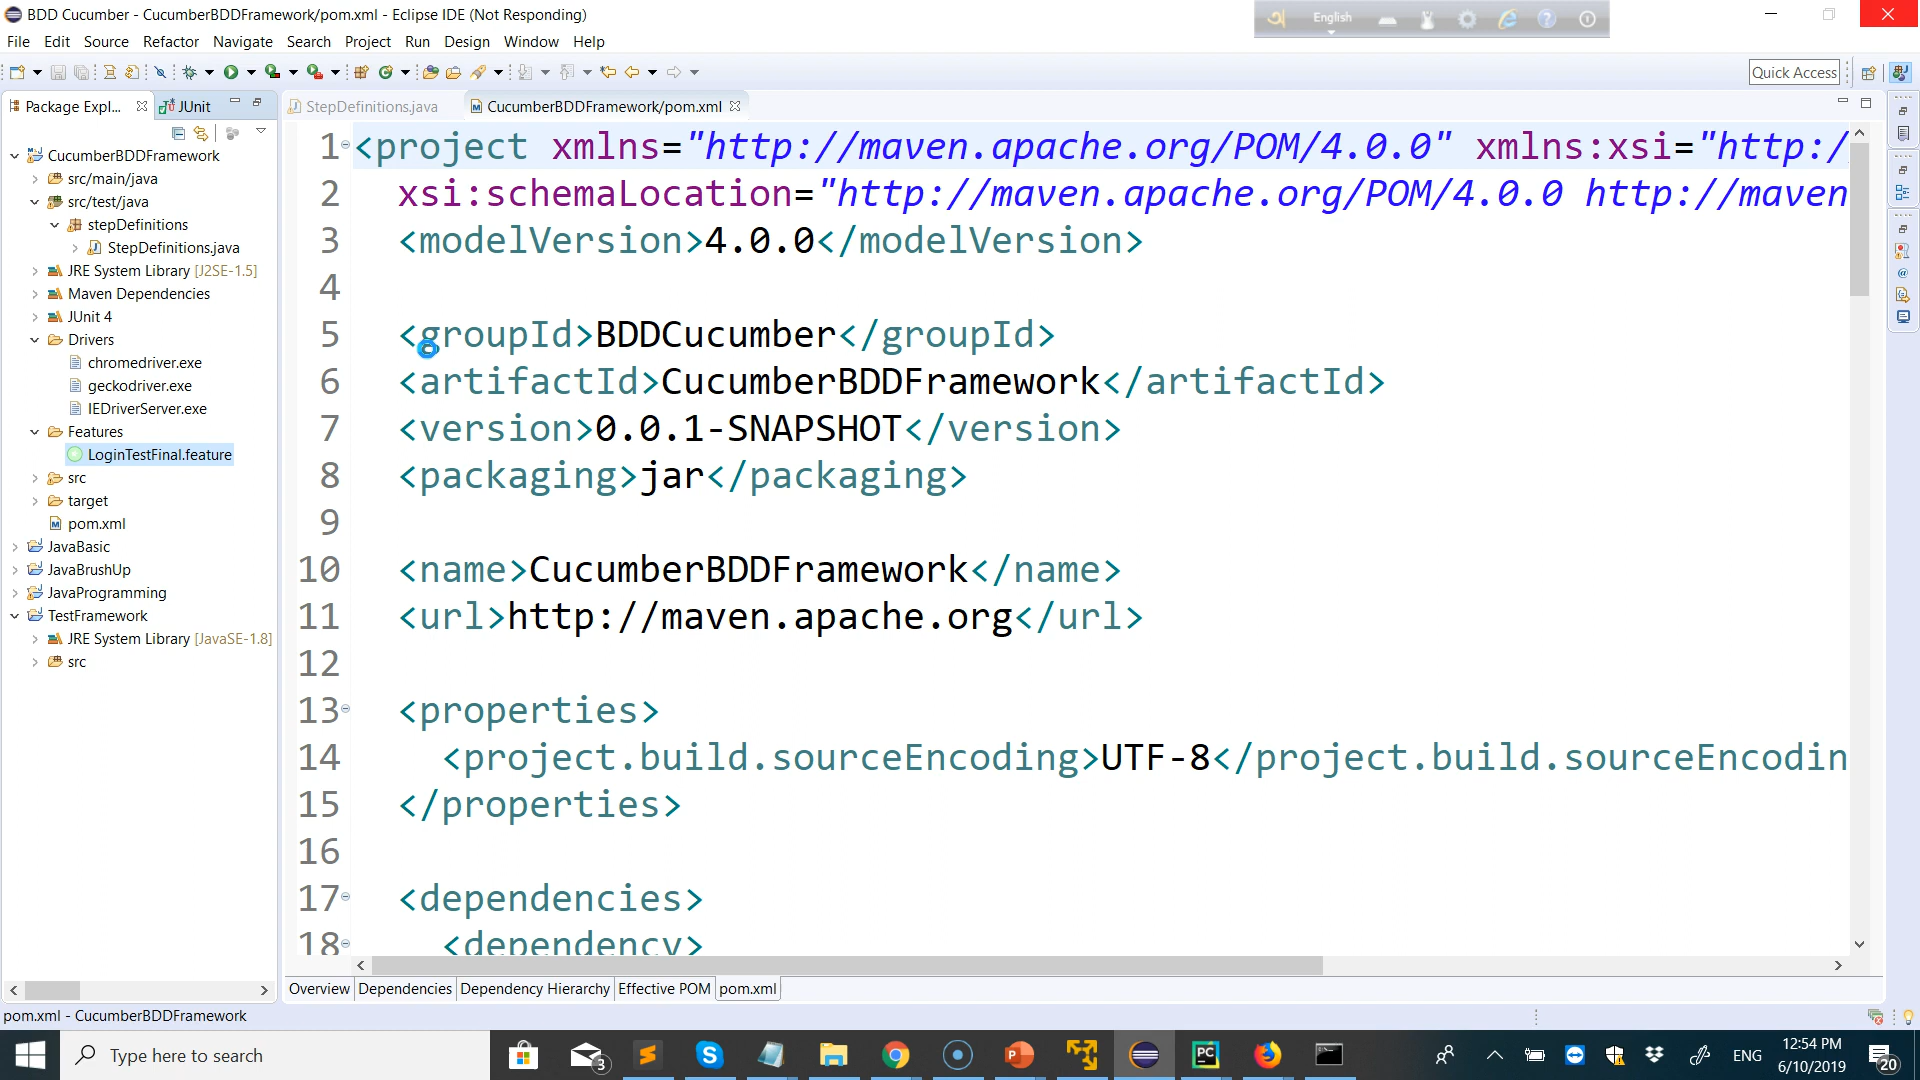 BDD Cucumber - CucumberBDDFramework/pom.xml - Eclipse IDE (Not Responding)
English
File Edit Source Refactor Navigate Search Project Run Design Window Help
Quick Access
Package Expl...
JUnit
StepDefinitions.java
CucumberBDDFramework/pom.xml
CucumberBDDFramework
src/main/java
src/test/java
stepDefinitions
StepDefinitions.java
JRE System Library [J2SE-1.5]
Maven Dependencies
JUnit 4
Drivers
chromedriver.exe
geckodriver.exe
IEDriverServer.exe
Features
LoginTestFinal.feature
src
target
pom.xml
JavaBasic
JavaBrushUp
JavaProgramming
TestFramework
JRE System Library [JavaSE-1.8]
src
1 <project xmlns="http://maven.apache.org/POM/4.0.0" xmlns:xsi="http:/
2 xsi:schemaLocation="http://maven.apache.org/POM/4.0.0 http://maven
3 <modelVersion>4.0.0</modelVersion>
4
5 <groupId>BDDCucumber</groupId>
6 <artifactId>CucumberBDDFramework</artifactId>
7 <version>0.0.1-SNAPSHOT</version>
8 <packaging>jar</packaging>
9
10 <name>CucumberBDDFramework</name>
11 <url>http://maven.apache.org</url>
12
13 <properties>
14 <project.build.sourceEncoding>UTF-8</project.build.sourceEncodin
15 </properties>
16
17 <dependencies>
18 <dependency>
Overview Dependencies Dependency Hierarchy Effective POM pom.xml
pom.xml - CucumberBDDFramework
Type here to search
3
PC
ENG
12:54 PM
6/10/2019
20